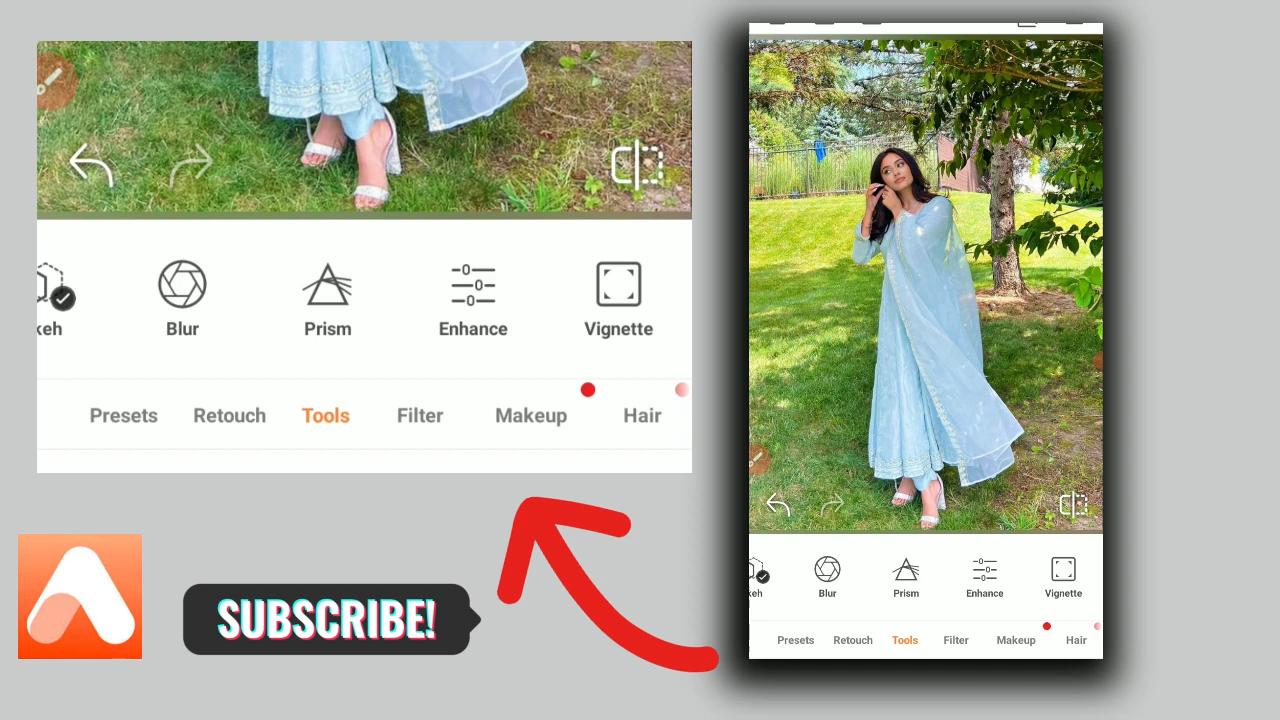 keh Blur Prism Enhance Vignette
Presets Retouch Tools Filter Makeup Hair
SUBSCRIBE!
keh Blur Prism Enhance Vignette
Presets Retouch Tools Filter Makeup Hair